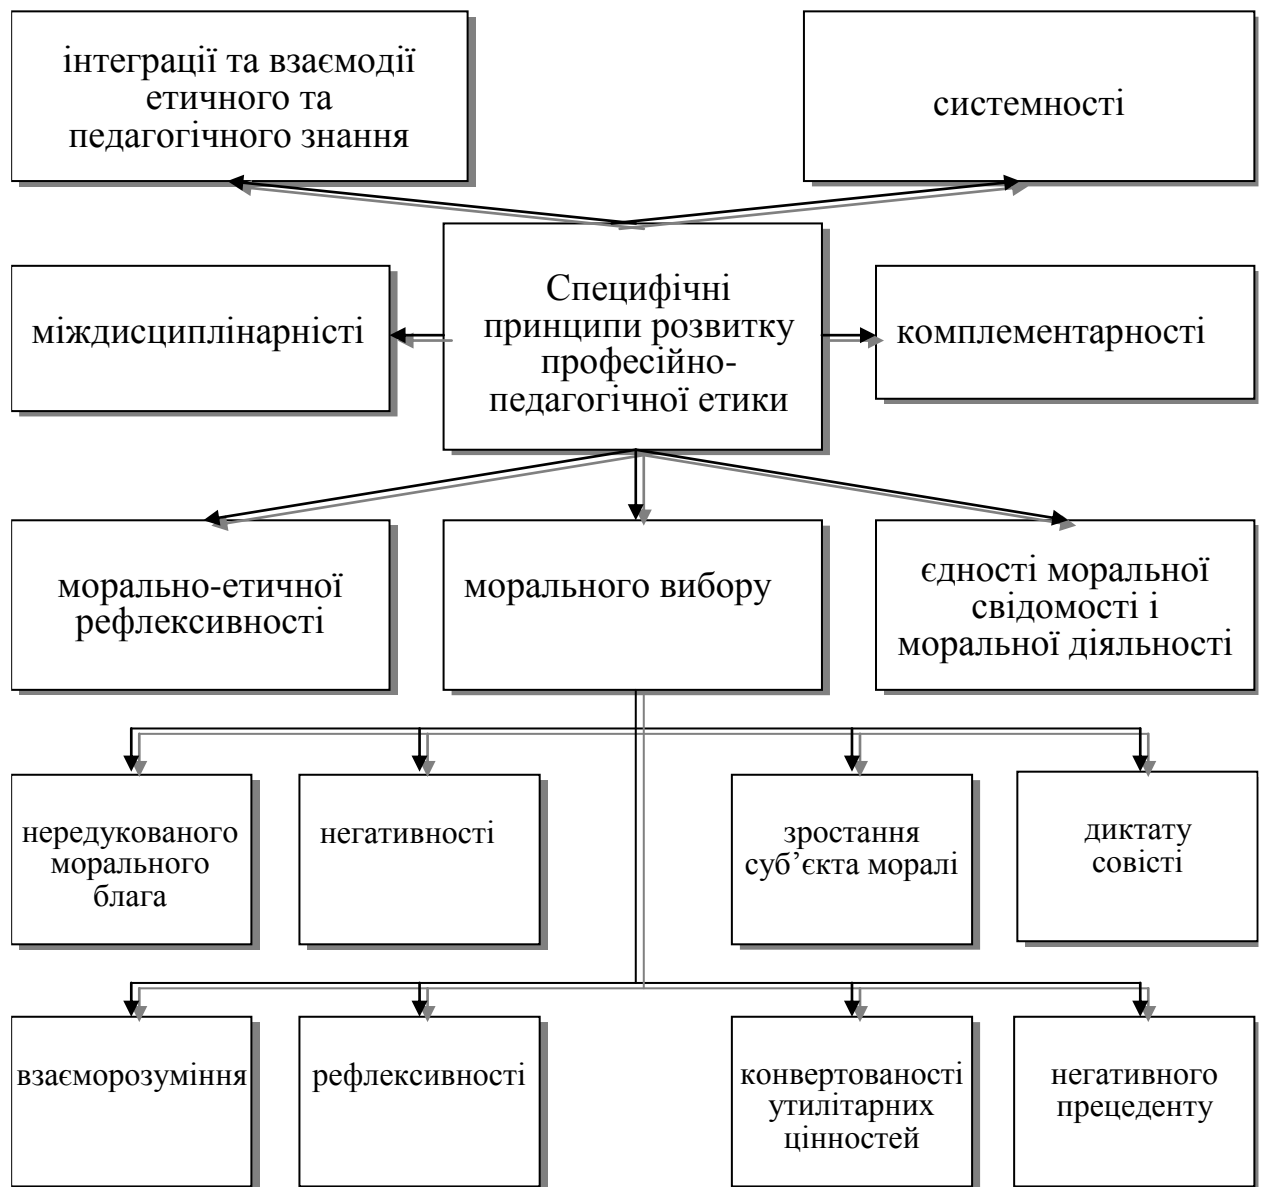 інтеграції та взаємодії
етичного та
педагогічного знання
системності
Специфічні
принципи розвитку
професійно-
педагогічної етики
міждисциплінарністі
комплементарності
морально-етичної
рефлексивності
морального вибору
єдності моральної
свідомості і
моральної діяльності
нередукованого
морального
блага
негативності
зростання
суб’єкта моралі
диктату
совісті
взаєморозуміння
рефлексивності
конвертованості
утилітарних
цінностей
негативного
прецеденту